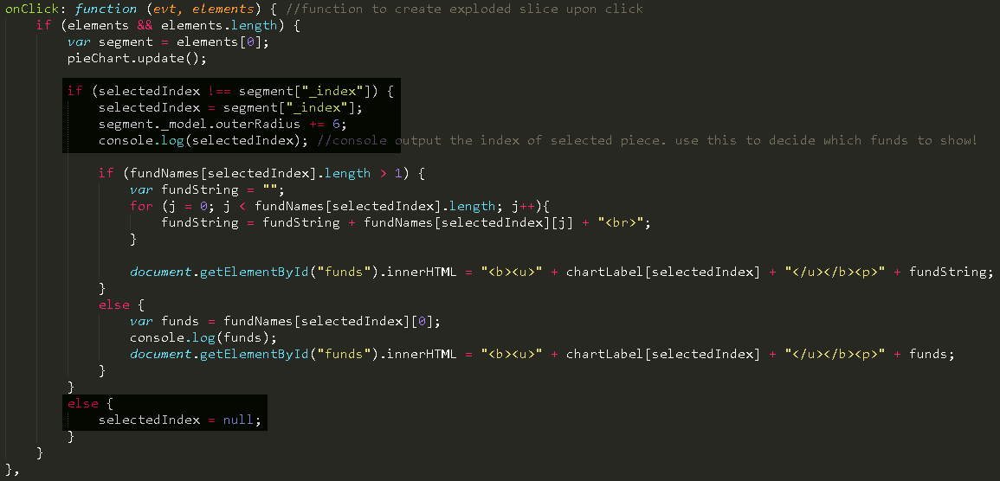 onClick: function (evt, elements) { //function to create exploded slice upon click
if (elements && elements.length) {
var segment = elements[0];
pieChart.update();
if (selectedIndex !== segment["_index"]) {
selectedIndex = segment["_index"];
segment._model.outerRadius += 6;
console.log(selectedIndex); //console output the index of selected piece. use this to decide which funds to show!
if (fundNames[selectedIndex].length > 1) {
var fundString = "";
for (j = 0; j < fundNames[selectedIndex].length; j++){
fundString = fundString + fundNames[selectedIndex][j] + "<br>";
}
document.getElementById("funds").innerHTML = "<b><u>" + chartLabel[selectedIndex] + "</u></b><p>" + fundString;
}
else {
var funds = fundNames[selectedIndex][0];
console.log(funds);
document.getElementById("funds").innerHTML = "<b><u>" + chartLabel[selectedIndex] + "</u></b><p>" + funds;
}
}
else {
selectedIndex = null;
}
}
},